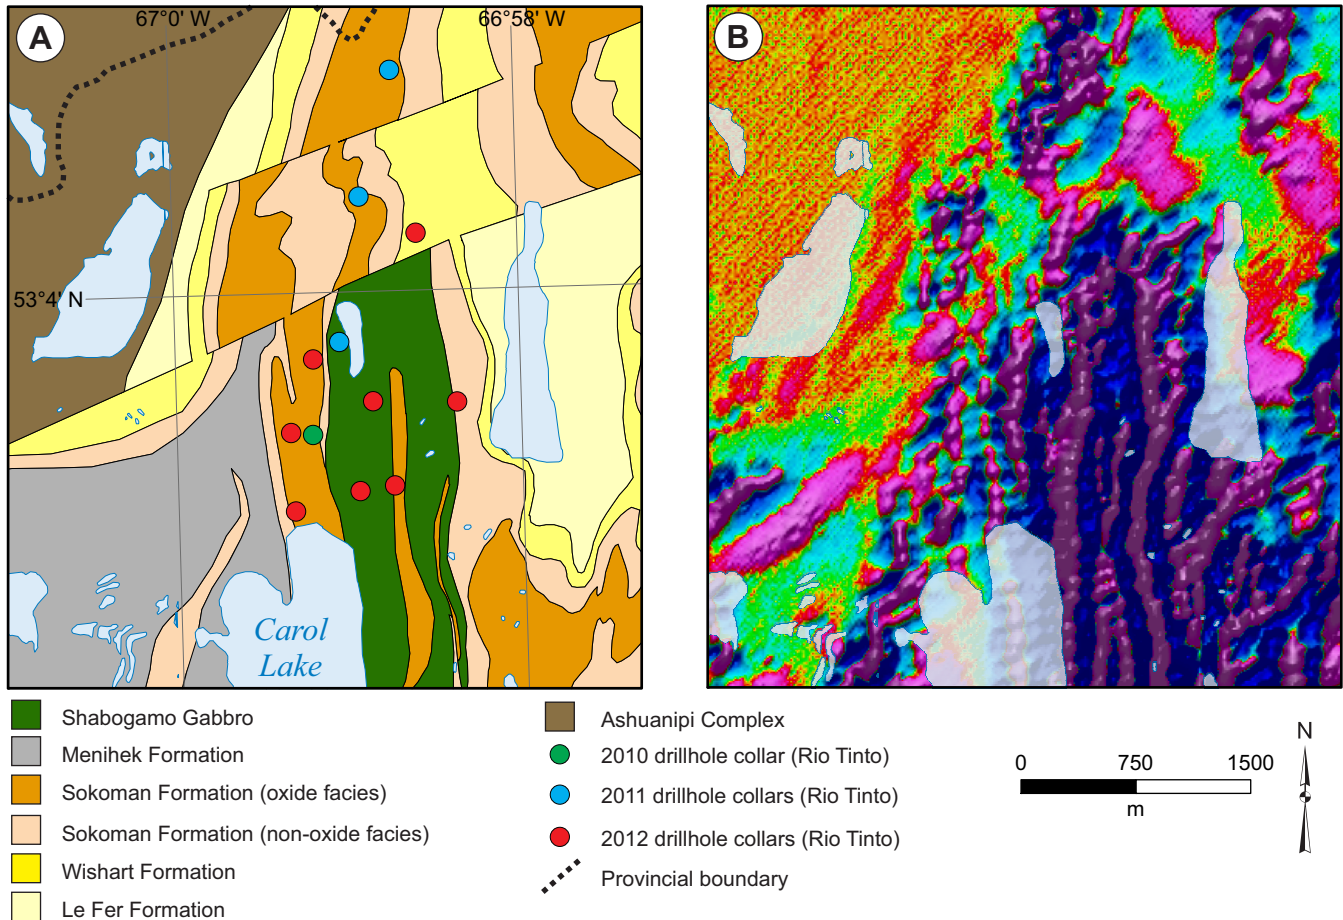 A
67°0' W
66°58' W
B
53°4' N
Carol
Lake
Shabogamo Gabbro
Menihek Formation
Sokoman Formation (oxide facies)
Sokoman Formation (non-oxide facies)
Wishart Formation
Le Fer Formation
Ashuanipi Complex
2010 drillhole collar (Rio Tinto)
2011 drillhole collars (Rio Tinto)
2012 drillhole collars (Rio Tinto)
Provincial boundary
0 750 1500
m
N